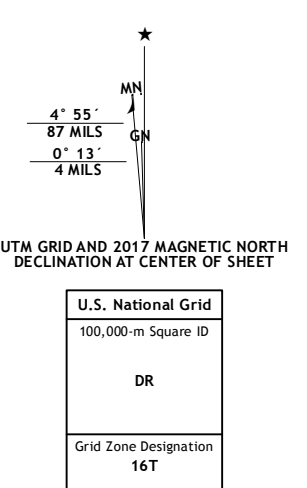 ★
MN
4° 55´
87 MILS
GN
0° 13´
4 MILS
UTM GRID AND 2017 MAGNETIC NORTH
DECLINATION AT CENTER OF SHEET
U.S. National Grid
100,000-m Square ID
DR
Grid Zone Designation
16T